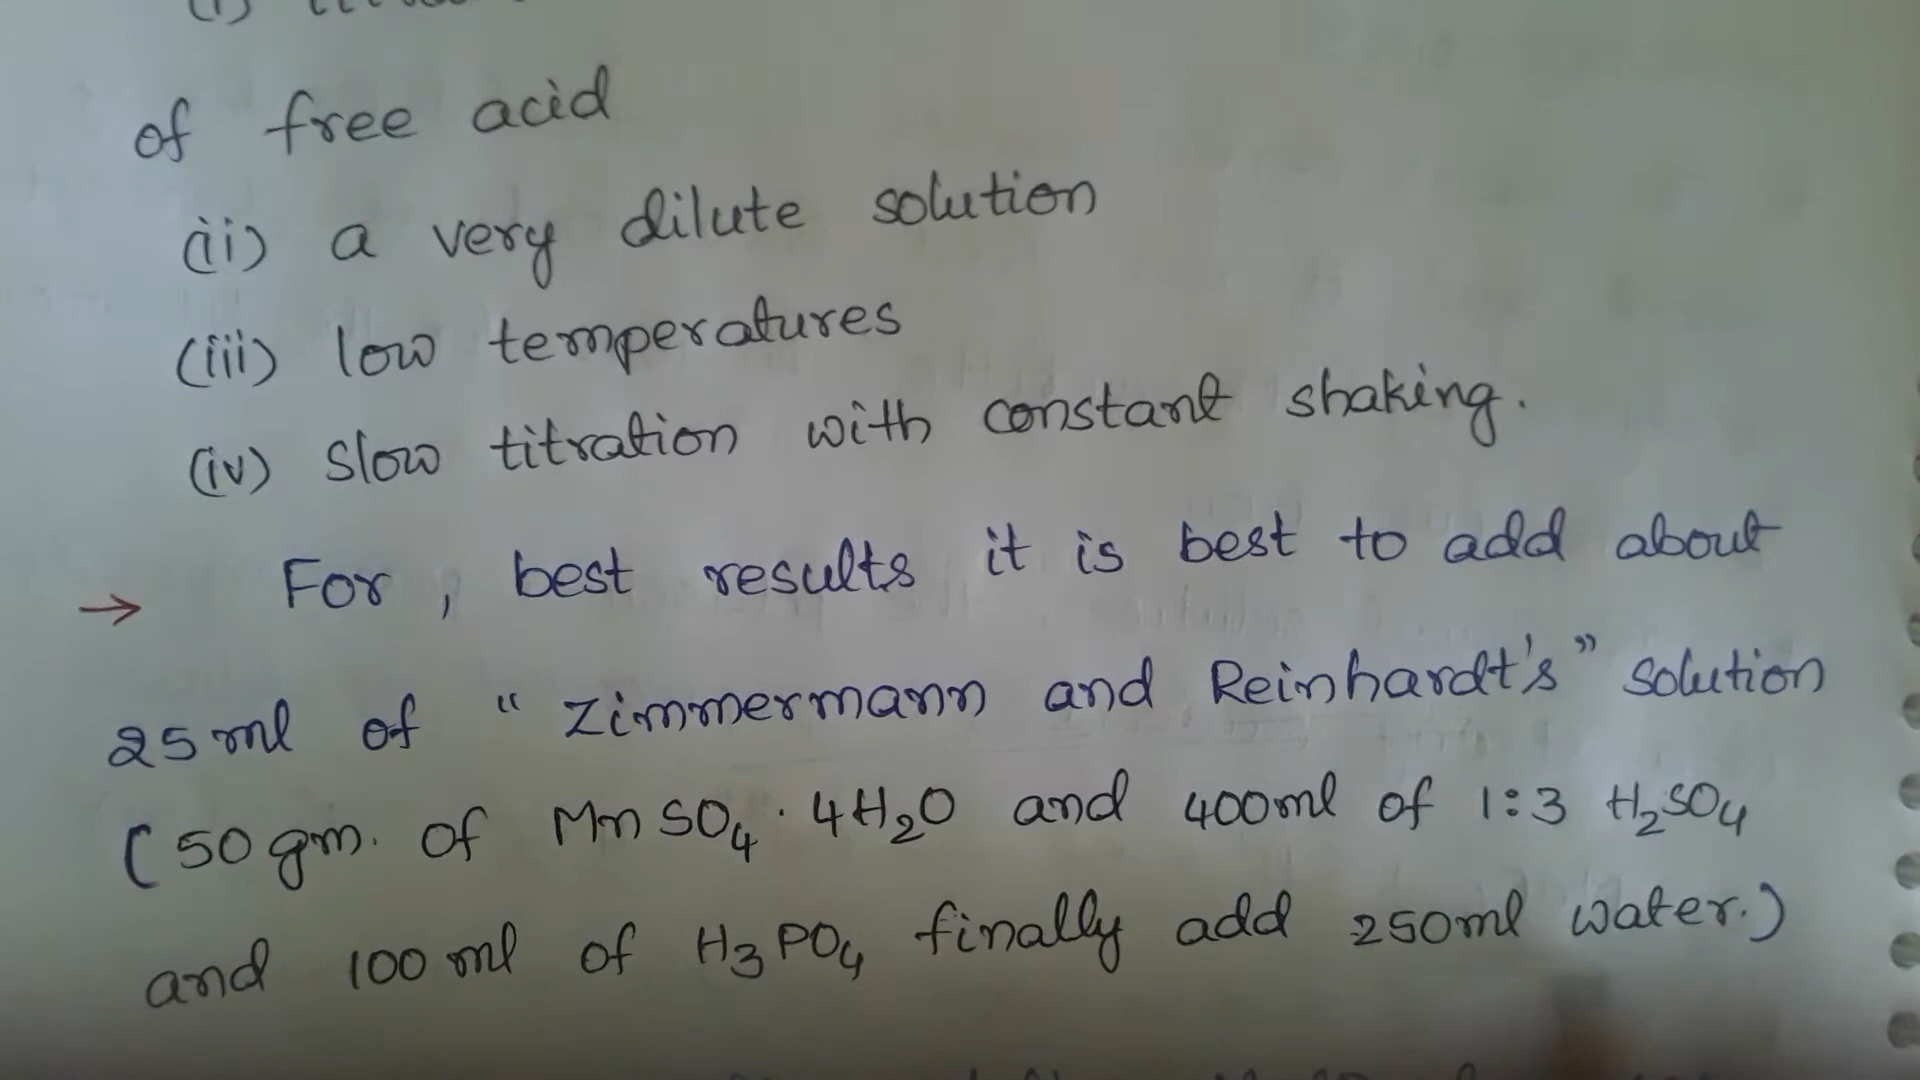 of free acid
(ii) a very dilute solution
(iii) low temperatures
(iv) slow titration with constant shaking.
→ For, best results it is best to add about
25 ml of "Zimmermann and Reinhardt's" solution
(50 gm. of MnSO₄·4H₂O and 400ml of 1:3 H₂SO₄
and 100 ml of H₃PO₄ finally add 250ml water.)